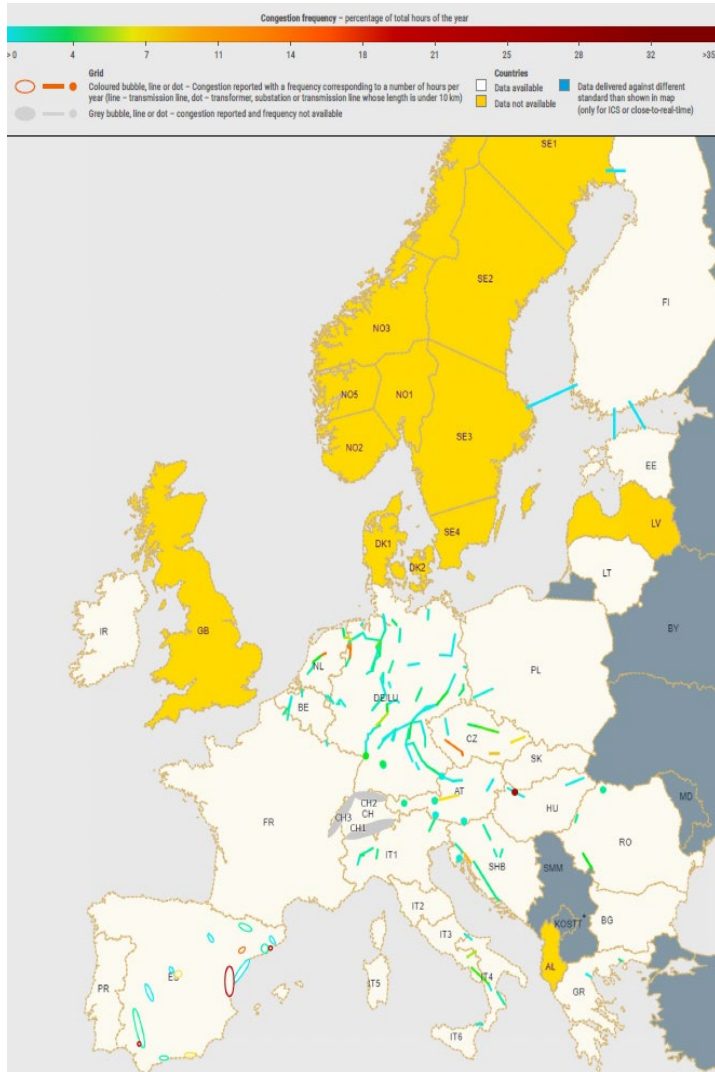 Congestion frequency – percentage of total hours of the year
> 0 4 7 11 14 18 21 25 28 32 >35
Grid
Coloured bubble, line or dot – Congestion reported with a frequency corresponding to a number of hours per
year (line – transmission line, dot – transformer, substation or transmission line whose length is under 10 km)
Grey bubble, line or dot – congestion reported and frequency not available
Countries
Data available
Data not available
Data delivered against different
standard than shown in map
(only for ICS or close-to-real-time)
SE1
SE2
FI
NO3
NO5
NO1
NO2
SE3
EE
SE4
LV
DK1
DK2
LT
IR
GB
BY
NL
PL
BE
DE/LU
CZ
SK
AT
FR
CH2
CH3
CH
CH1
HU
MD
IT1
SHB
RO
SMM
IT2
IT3
KOSTT*
BG
AL
IT4
PR
ES
IT5
GR
IT6